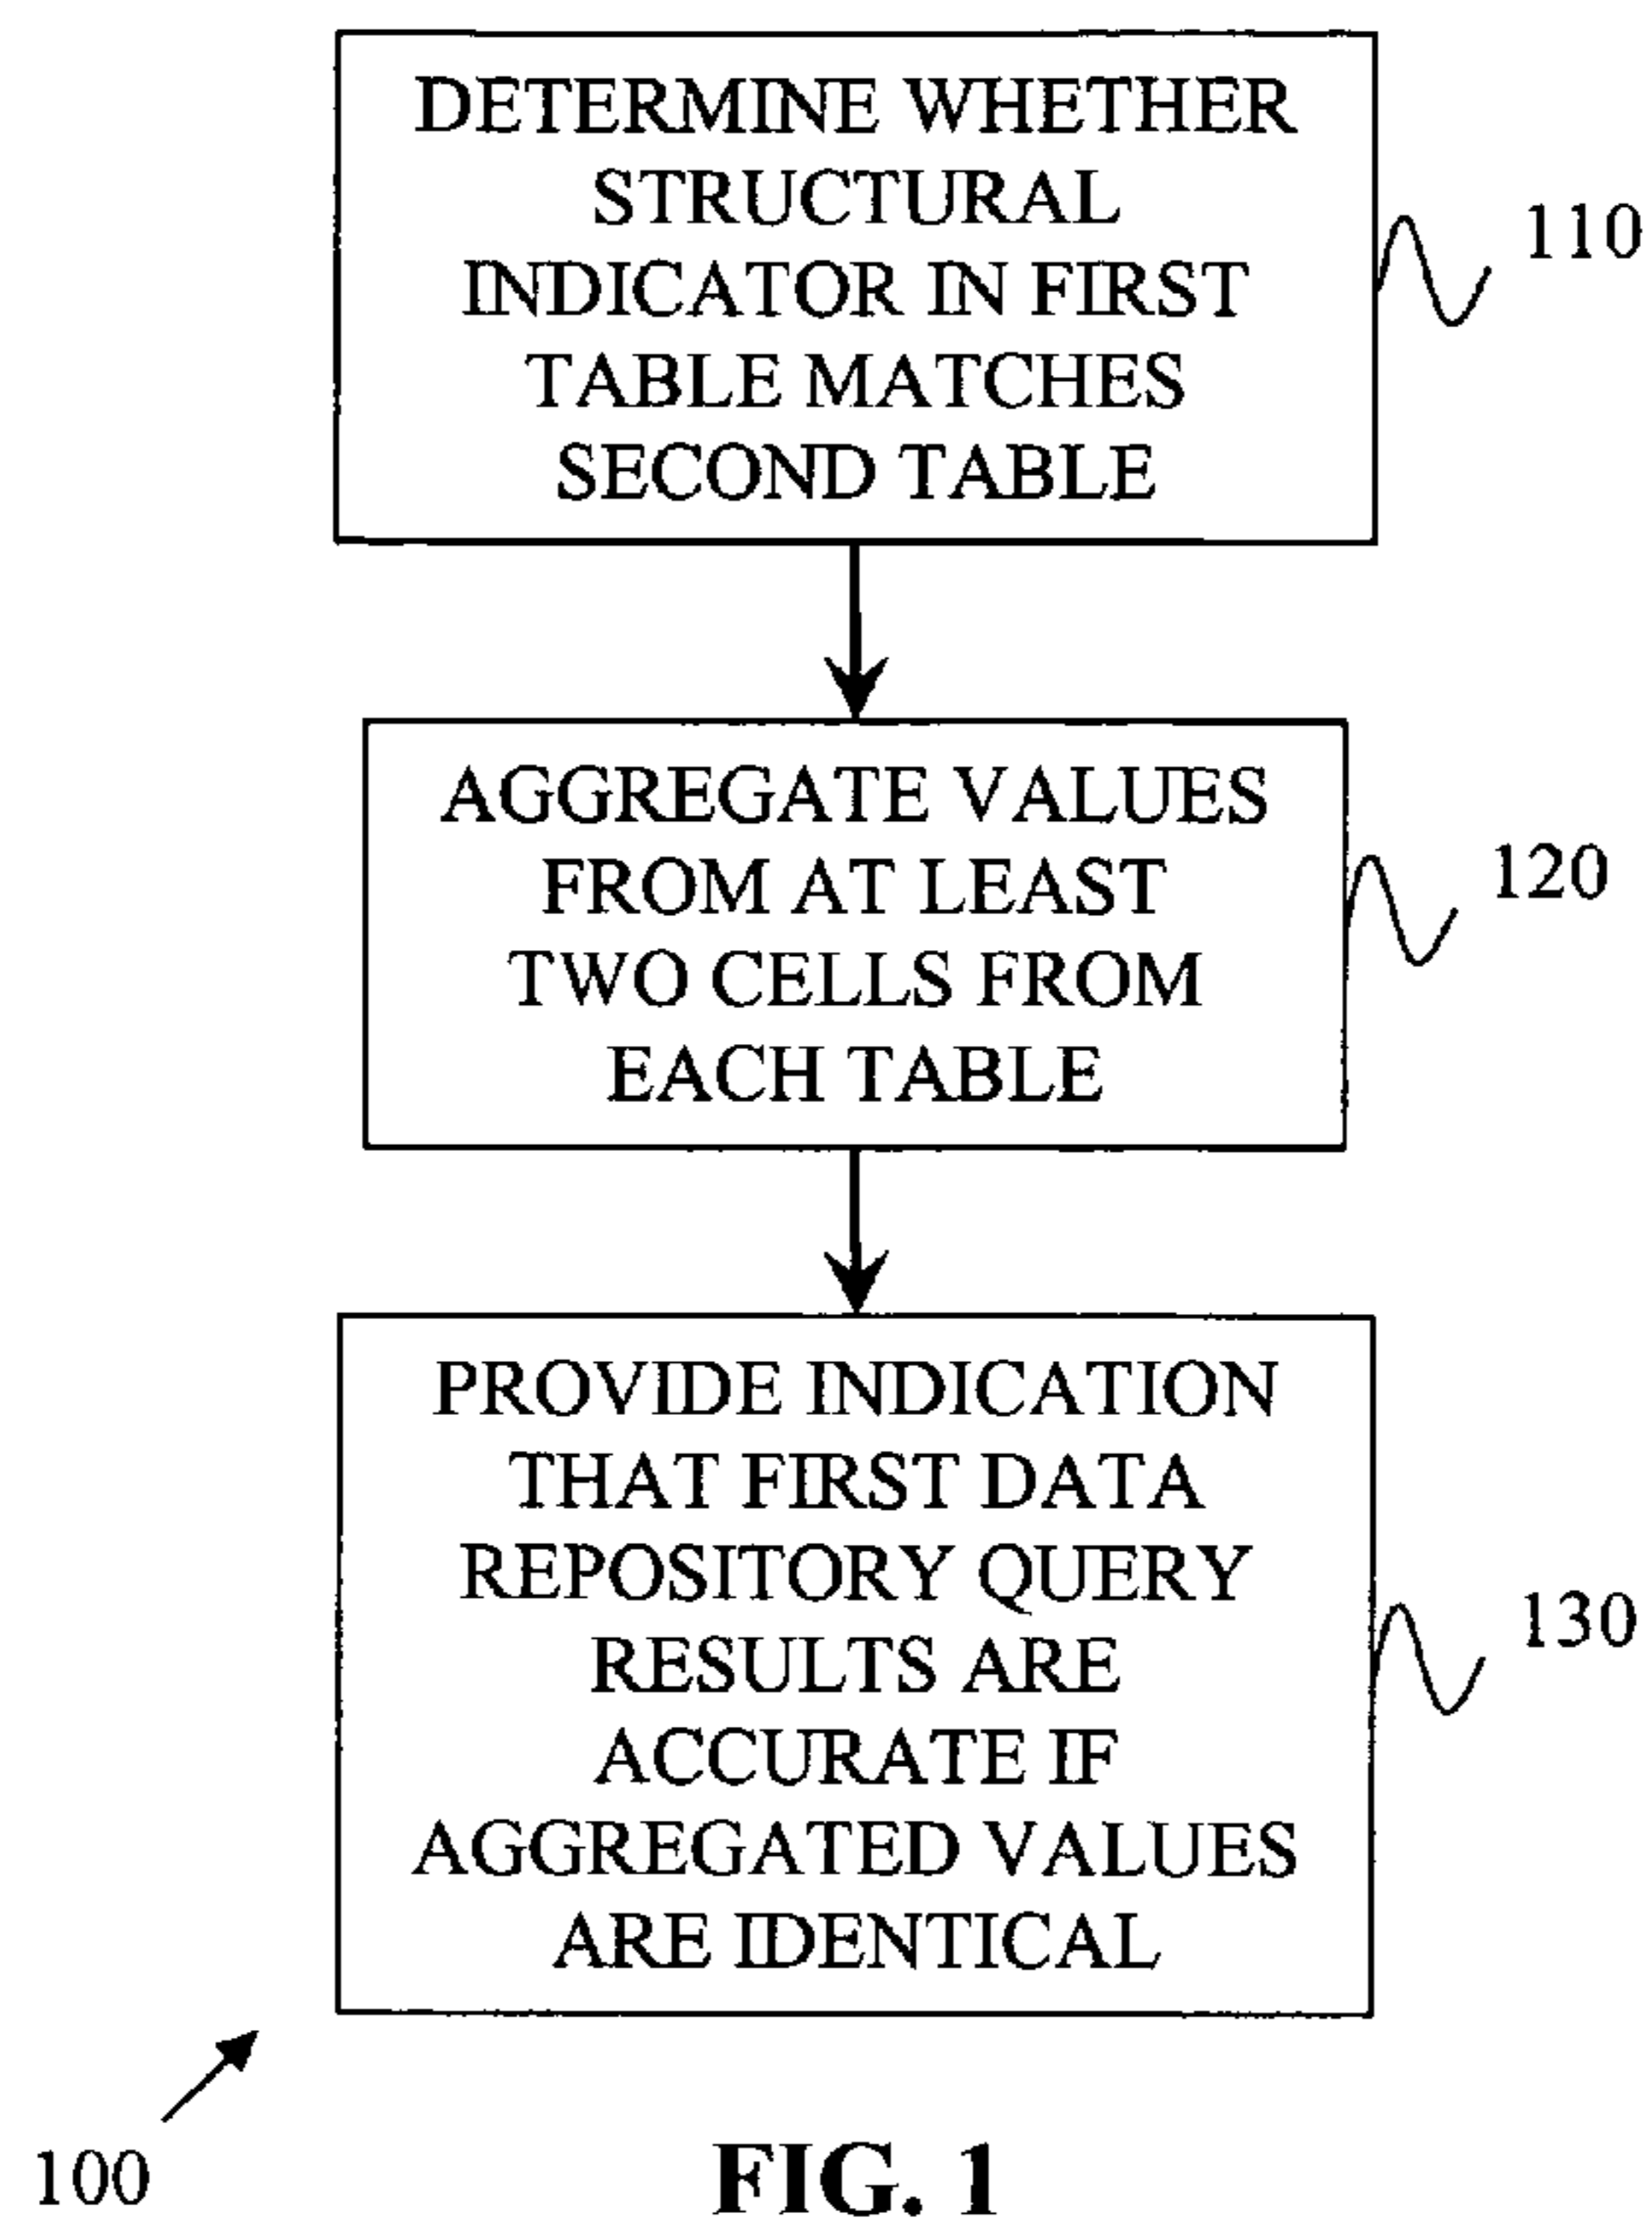 DETERMINE WHETHER
STRUCTURAL
INDICATOR IN FIRST
TABLE MATCHES
SECOND TABLE
110
AGGREGATE VALUES
FROM AT LEAST
TWO CELLS FROM
EACH TABLE
120
PROVIDE INDICATION
THAT FIRST DATA
REPOSITORY QUERY
RESULTS ARE
ACCURATE IF
AGGREGATED VALUES
ARE IDENTICAL
130
100
FIG. 1